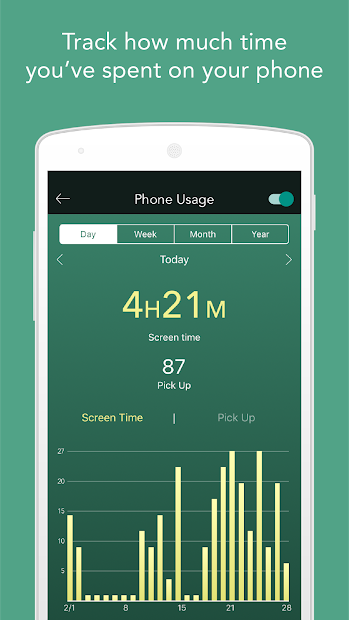 Track how much time
you’ve spent on your phone
Phone Usage
Day Week Month Year
Today
4H21M
Screen time
87
Pick Up
Screen Time | Pick Up
27
20
15
10
5
2/1 8 15 21 28